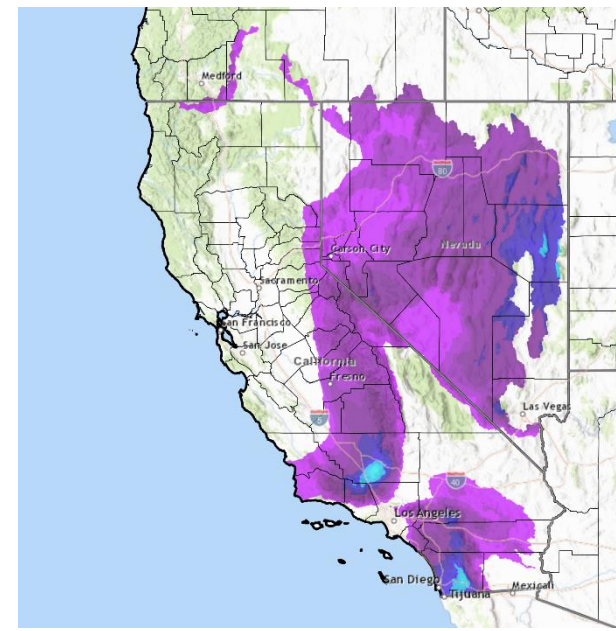 Medford
80
Carson City
Nevada
Sacramento
San Francisco
San Jose
California
Fresno
5
Las Vegas
40
Los Angeles
San Diego
Mexicali
Tijuana